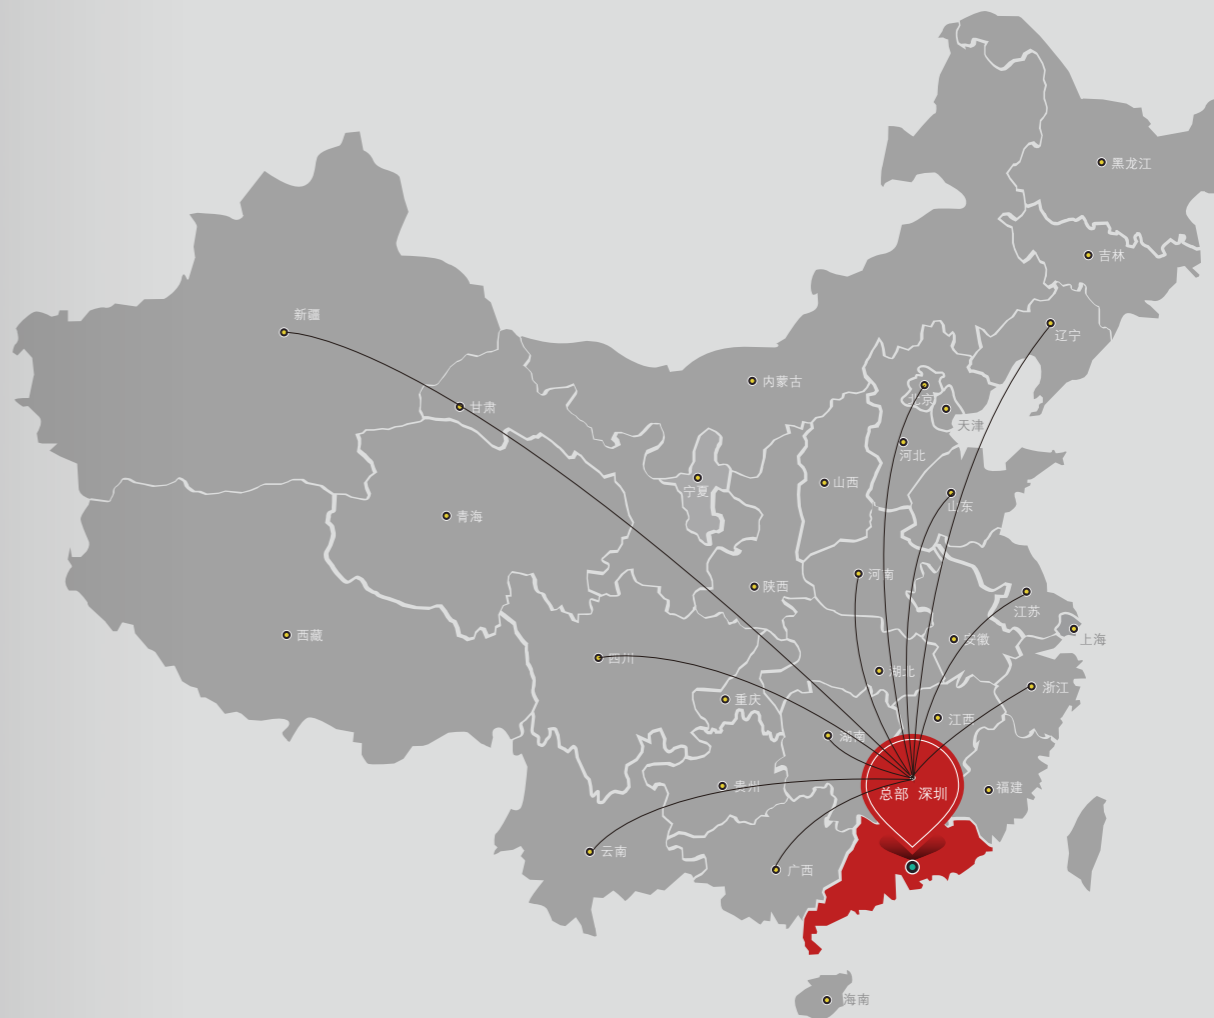 黑龙江
吉林
新疆
辽宁
内蒙古
北京
甘肃
天津
河北
山西
宁夏
山东
青海
河南
陕西
江苏
西藏
安徽
上海
四川
湖北
浙江
重庆
江西
湖南
贵州
福建
总部 深圳
云南
广西
海南